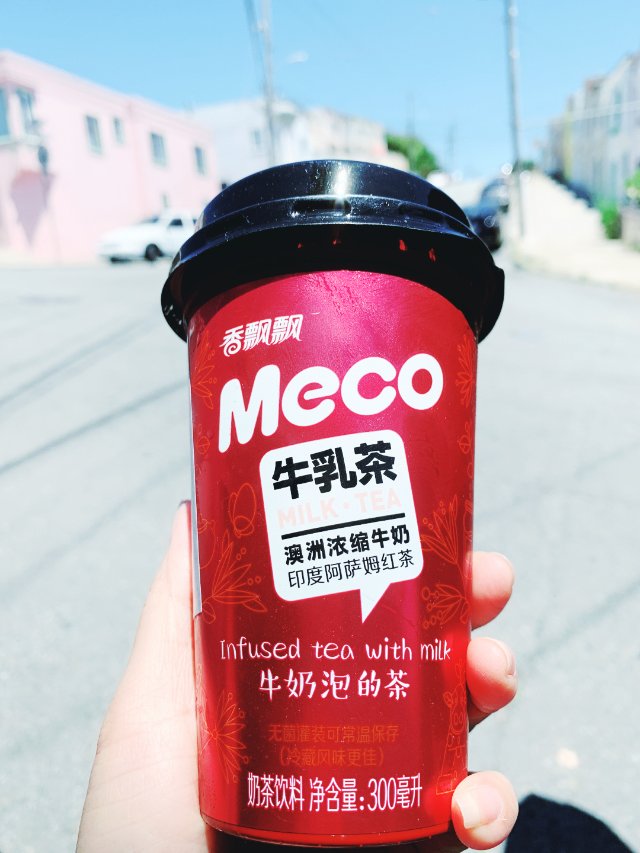 香飘飘
Meco
牛乳茶
MILK·TEA
澳洲浓缩牛奶
印度阿萨姆红茶
Infused tea with milk
牛奶泡的茶
无菌灌装可常温保存
(冷藏风味更佳)
奶茶饮料 净含量:300毫升